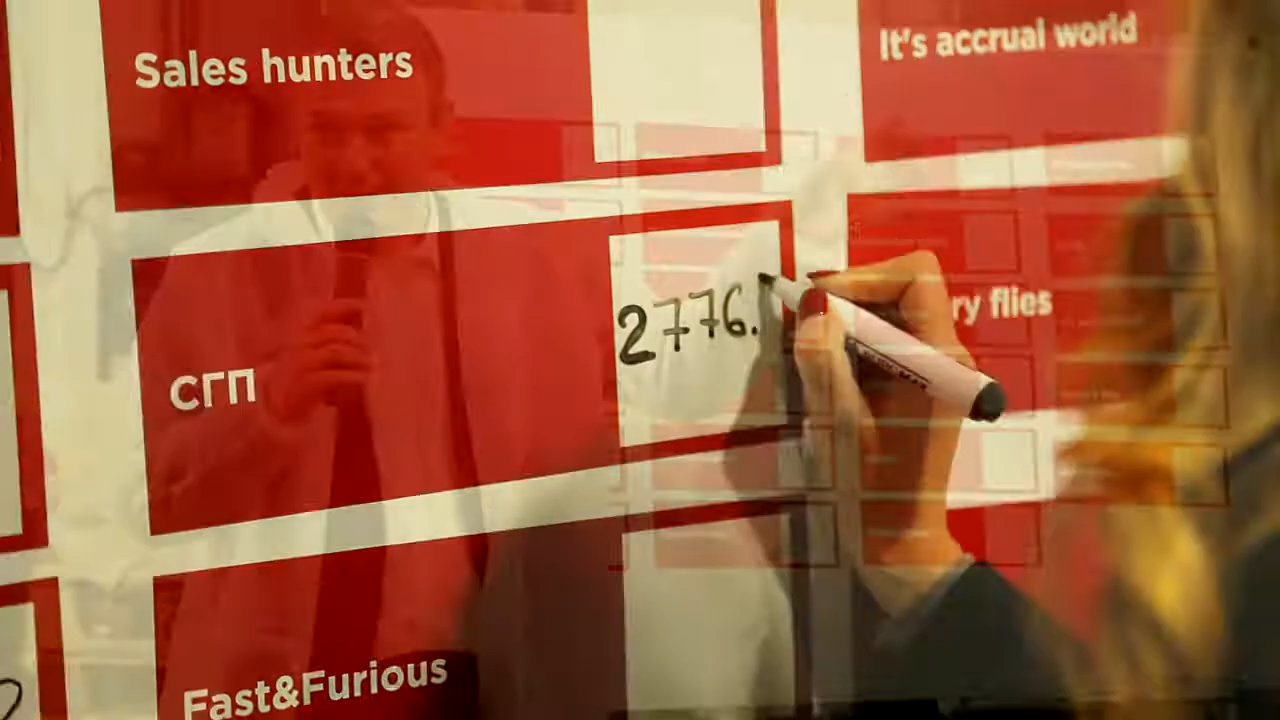 Sales hunters
It's accrual world
СГП
2776.
ry flies
Fast&Furious